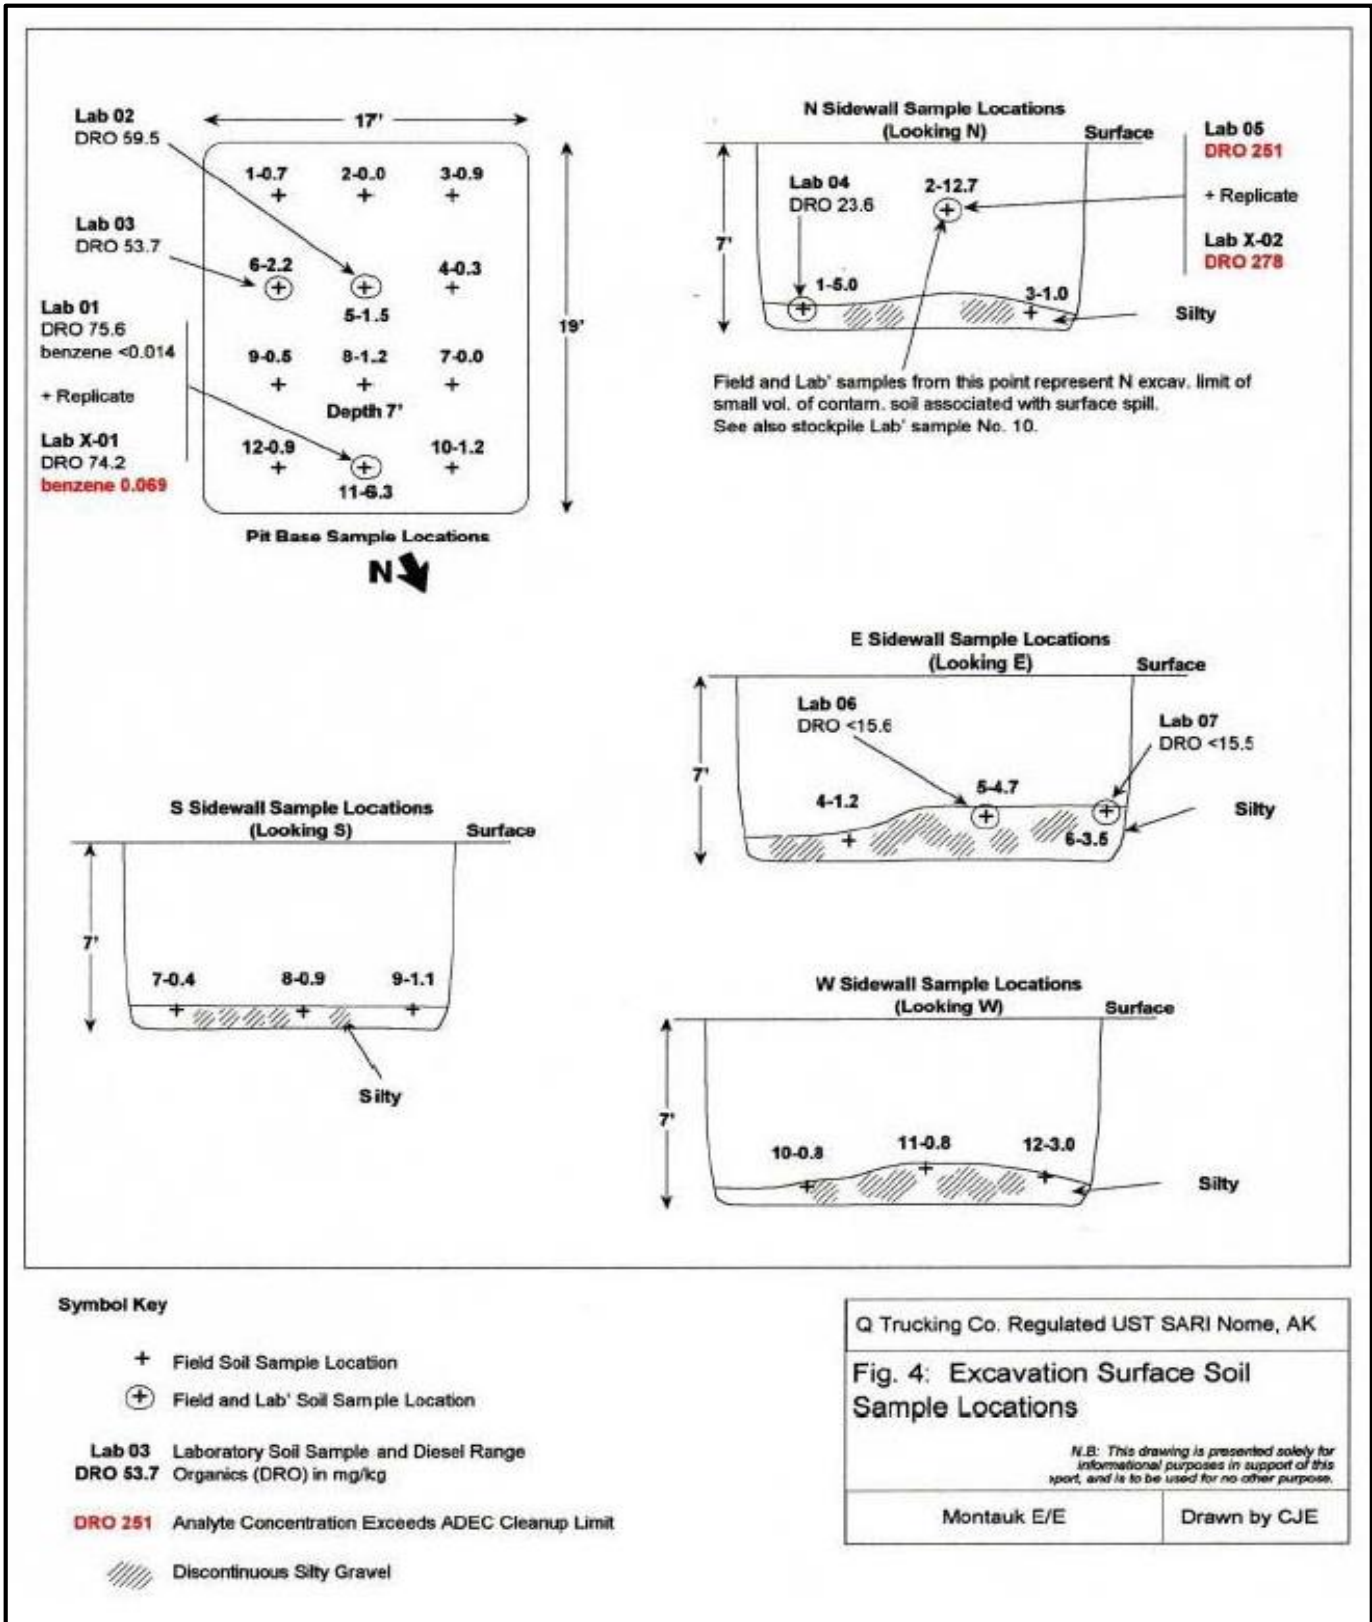 Lab 02
DRO 59.5
17'
1-0.7
2-0.0
3-0.9
Lab 03
DRO 53.7
6-2.2
4-0.3
5-1.5
19'
Lab 01
DRO 75.6
benzene <0.014
+ Replicate
Lab X-01
DRO 74.2
benzene 0.069
9-0.5
8-1.2
7-0.0
Depth 7'
12-0.9
10-1.2
11-6.3
Pit Base Sample Locations
N
N Sidewall Sample Locations
(Looking N)
Surface
Lab 04
DRO 23.6
2-12.7
Lab 05
DRO 251
+ Replicate
Lab X-02
DRO 278
7'
1-5.0
3-1.0
Silty
Field and Lab' samples from this point represent N excav. limit of
small vol. of contam. soil associated with surface spill.
See also stockpile Lab' sample No. 10.
E Sidewall Sample Locations
(Looking E)
Surface
Lab 06
DRO <15.6
Lab 07
DRO <15.5
7'
4-1.2
5-4.7
6-3.5
Silty
S Sidewall Sample Locations
(Looking S)
Surface
7'
7-0.4
8-0.9
9-1.1
Silty
W Sidewall Sample Locations
(Looking W)
Surface
7'
10-0.8
11-0.8
12-3.0
Silty
Symbol Key
+ Field Soil Sample Location
Field and Lab' Soil Sample Location
Lab 03 Laboratory Soil Sample and Diesel Range
DRO 53.7 Organics (DRO) in mg/kg
DRO 251 Analyte Concentration Exceeds ADEC Cleanup Limit
Discontinuous Silty Gravel
Q Trucking Co. Regulated UST SARI Nome, AK
Fig. 4: Excavation Surface Soil
Sample Locations
N.B: This drawing is presented solely for
informational purposes in support of this
port, and is to be used for no other purpose.
Montauk E/E
Drawn by CJE